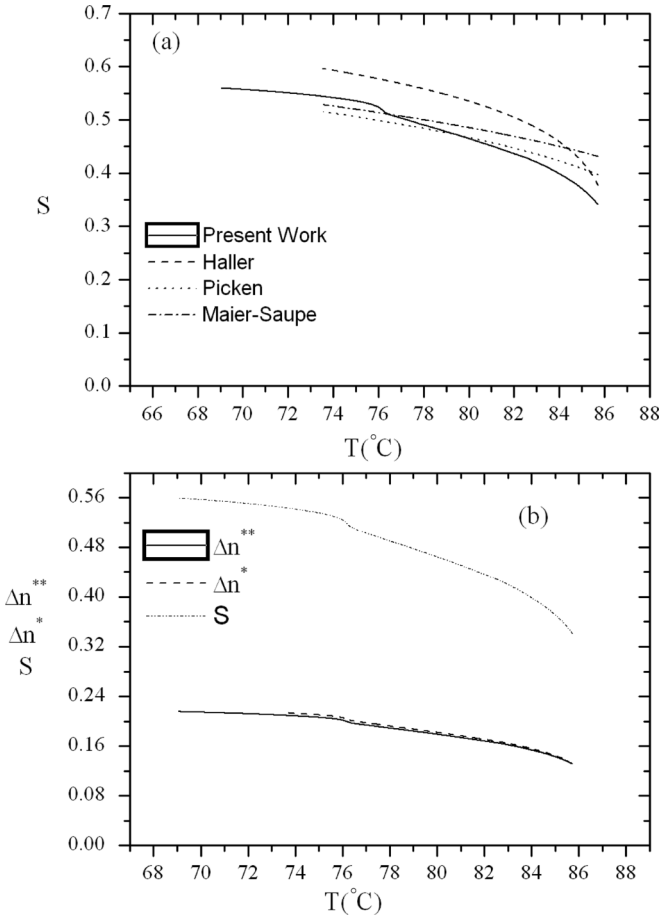 0.7
(a)
0.6
0.5
0.4
S
0.3
Present Work
Haller
0.2
Picken
0.1
Maier-Saupe
0.0
66 68 70 72 74 76 78 80 82 84 86 88
T(°C)
0.56
(b)
0.48
Δn**
Δn*
S
0.40
Δn**
Δn*
0.32
S
0.24
0.16
0.08
0.00
68 70 72 74 76 78 80 82 84 86 88
T(°C)